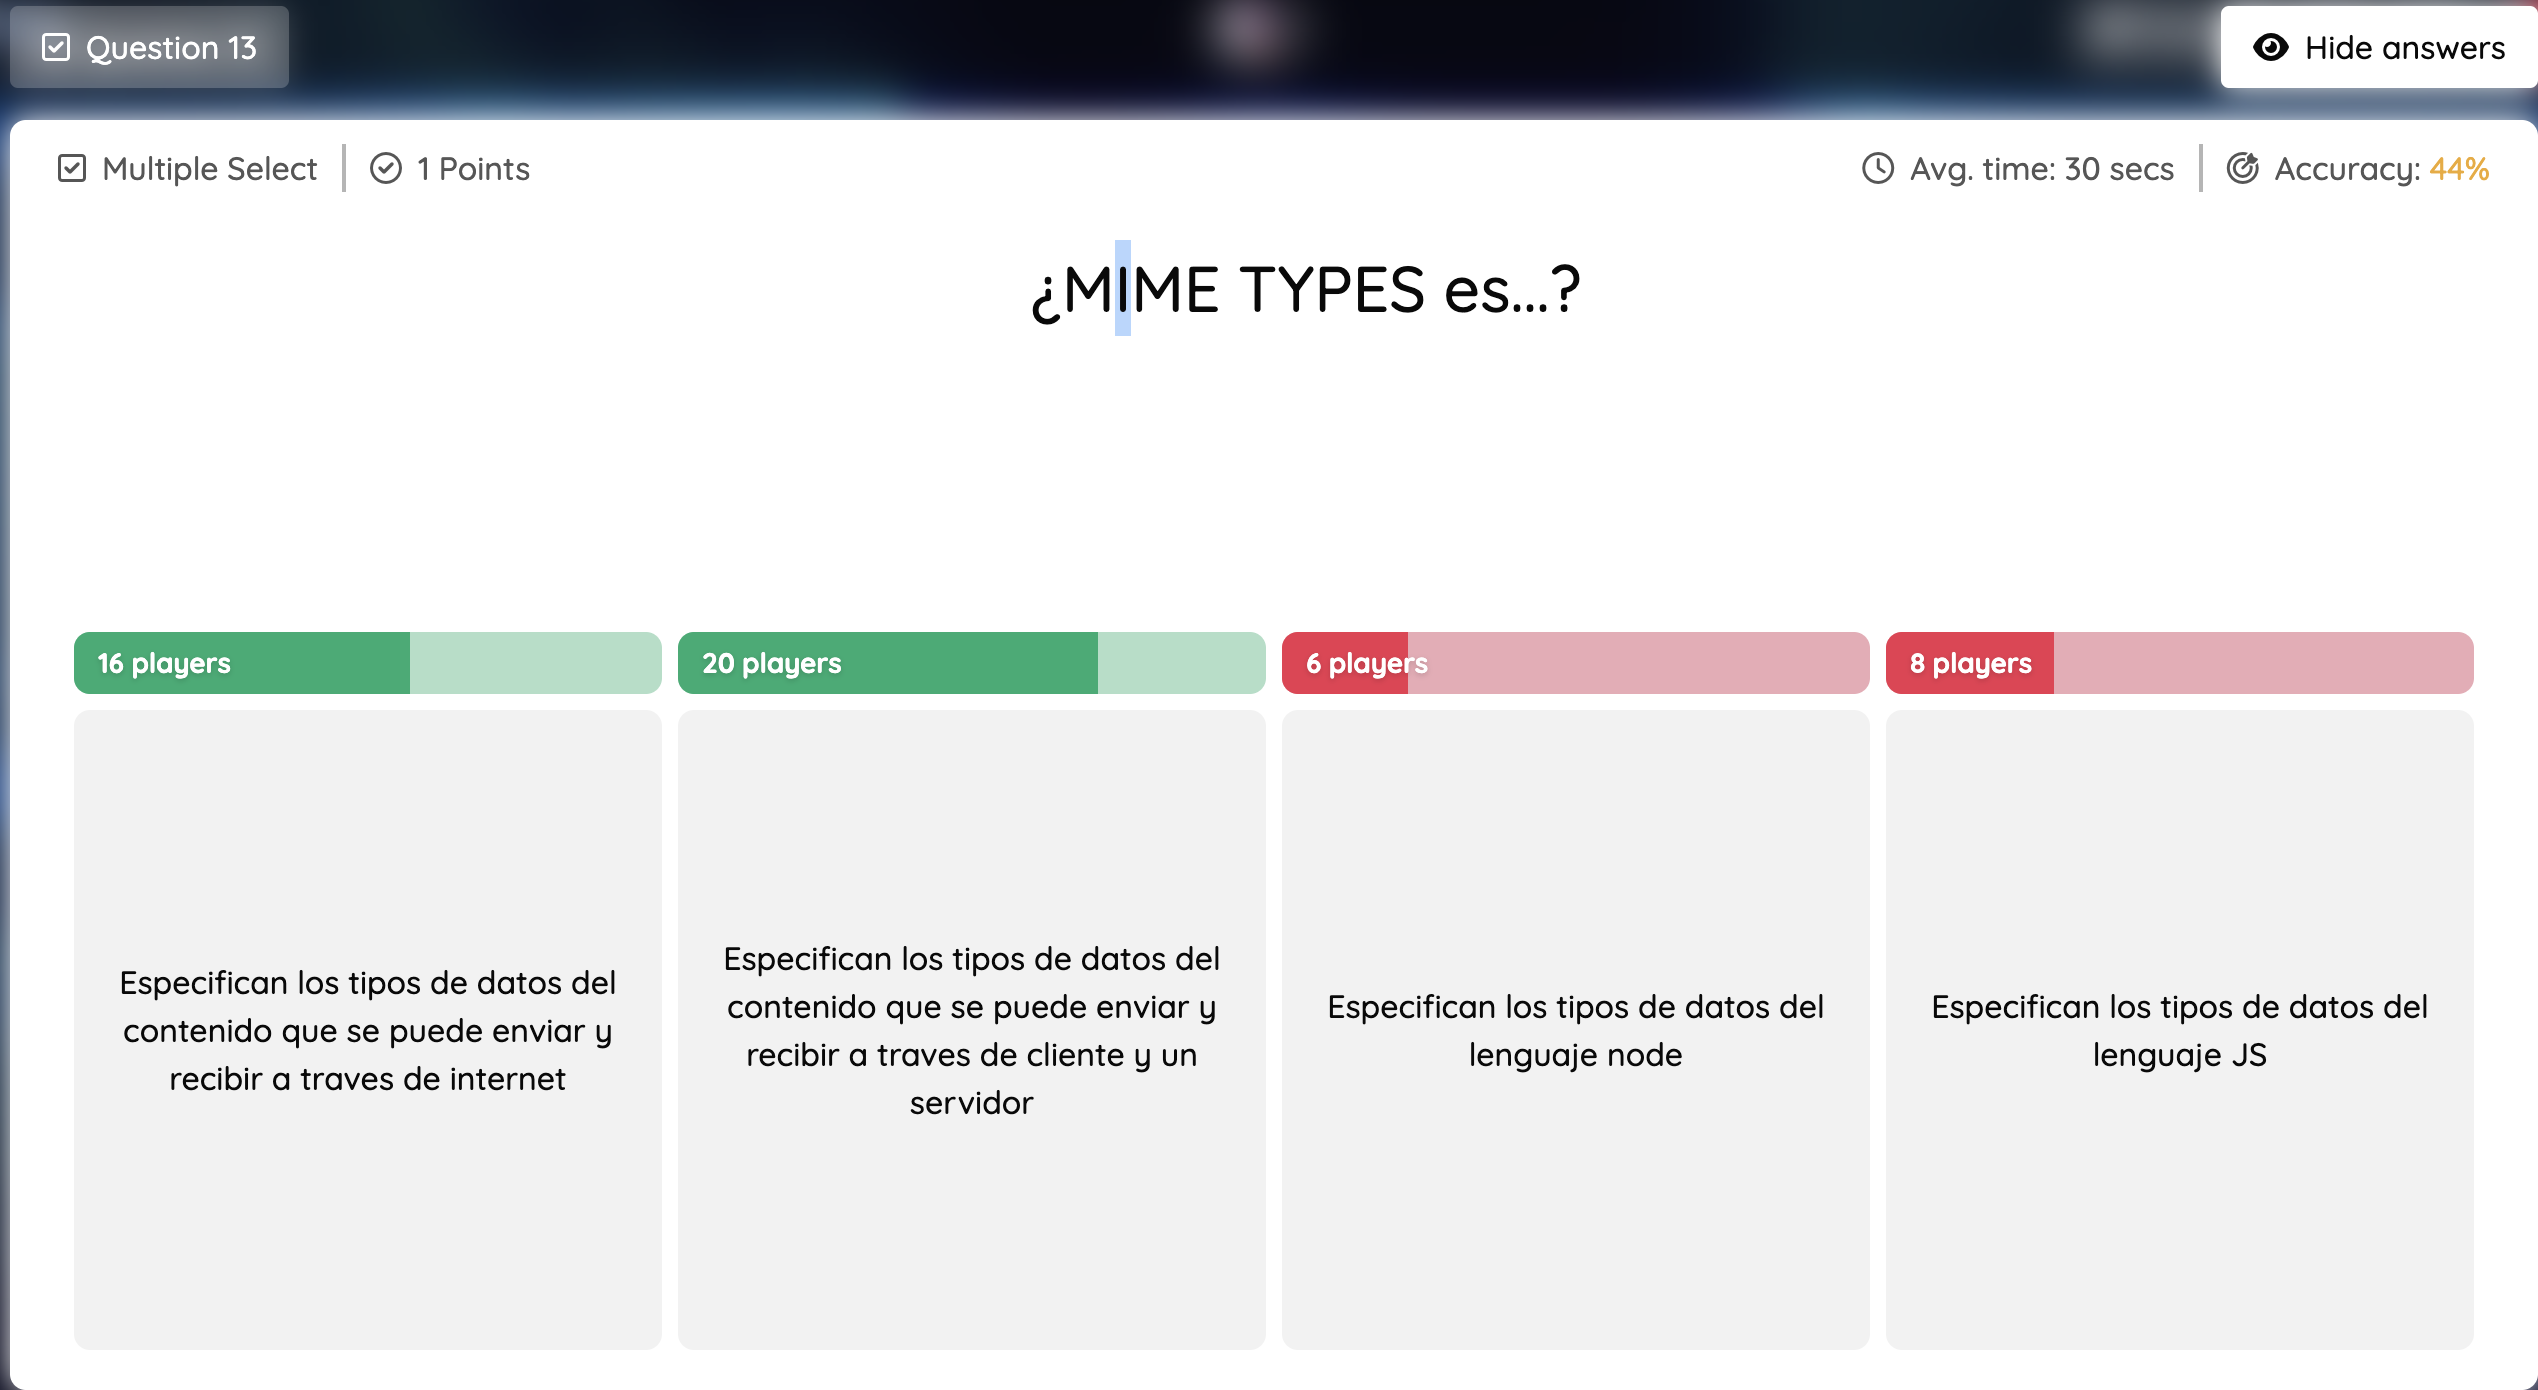 Question 13
Hide answers
Multiple Select
1 Points
Avg. time: 30 secs
Accuracy: 44%
¿MIME TYPES es...?
16 players
20 players
6 players
8 players
Especifican los tipos de datos del
contenido que se puede enviar y
recibir a traves de internet
Especifican los tipos de datos del
contenido que se puede enviar y
recibir a traves de cliente y un
servidor
Especifican los tipos de datos del
lenguaje node
Especifican los tipos de datos del
lenguaje JS